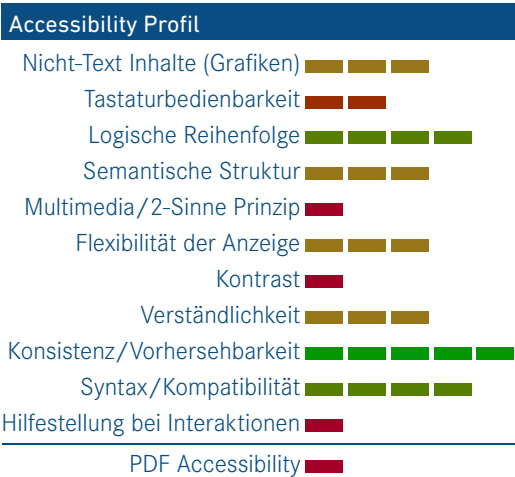 Accessibility Profil
Nicht-Text Inhalte (Grafiken)
Tastaturbedienbarkeit
Logische Reihenfolge
Semantische Struktur
Multimedia/2-Sinne Prinzip
Flexibilität der Anzeige
Kontrast
Verständlichkeit
Konsistenz/Vorhersehbarkeit
Syntax/Kompatibilität
Hilfestellung bei Interaktionen
PDF Accessibility